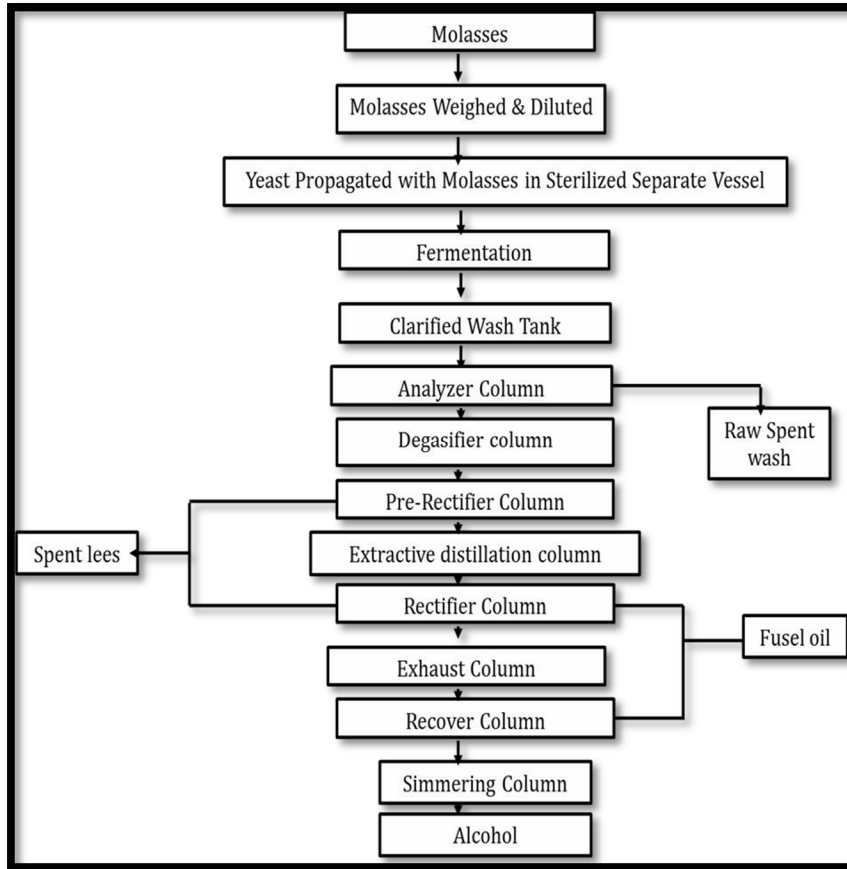 Molasses
Molasses Weighed & Diluted
Yeast Propagated with Molasses in Sterilized Separate Vessel
Fermentation
Clarified Wash Tank
Analyzer Column
Raw Spent
wash
Degasifier column
Pre-Rectifier Column
Spent lees
Extractive distillation column
Rectifier Column
Fusel oil
Exhaust Column
Recover Column
Simmering Column
Alcohol